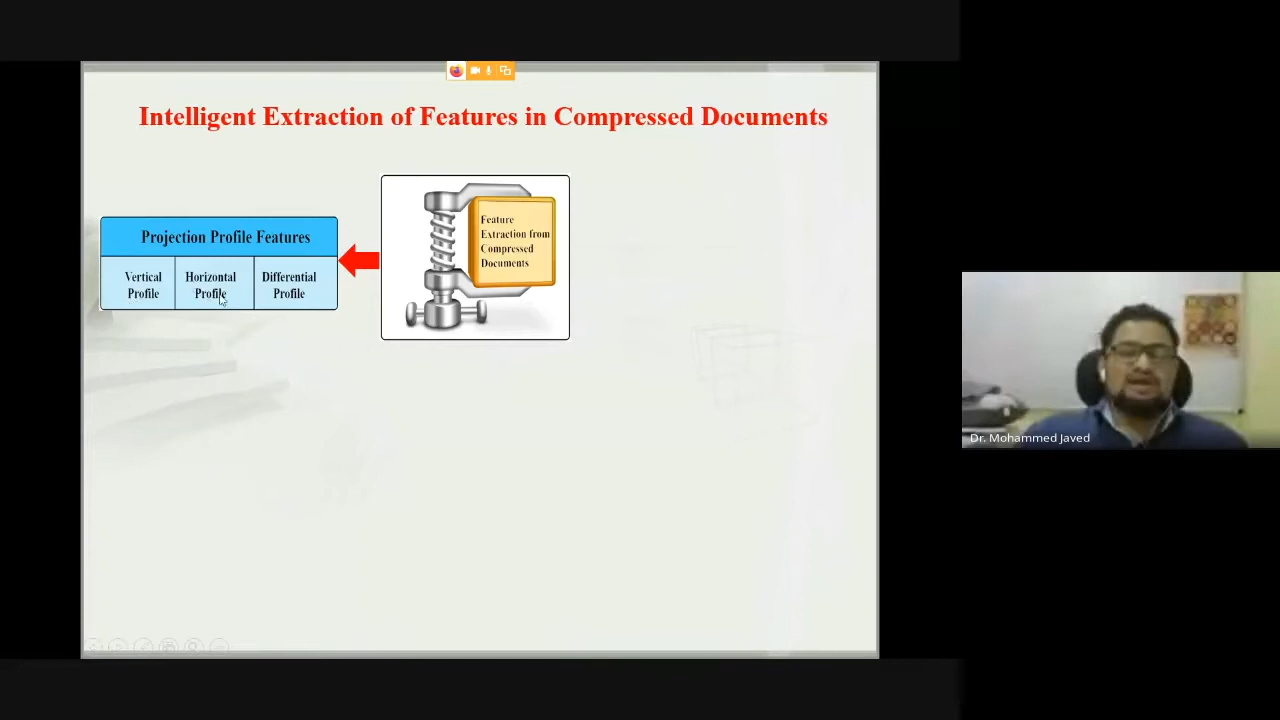 Intelligent Extraction of Features in Compressed Documents
Projection Profile Features
Vertical
Profile
Horizontal
Profile
Differential
Profile
Feature
Extraction from
Compressed
Documents
Dr. Mohammed Javed